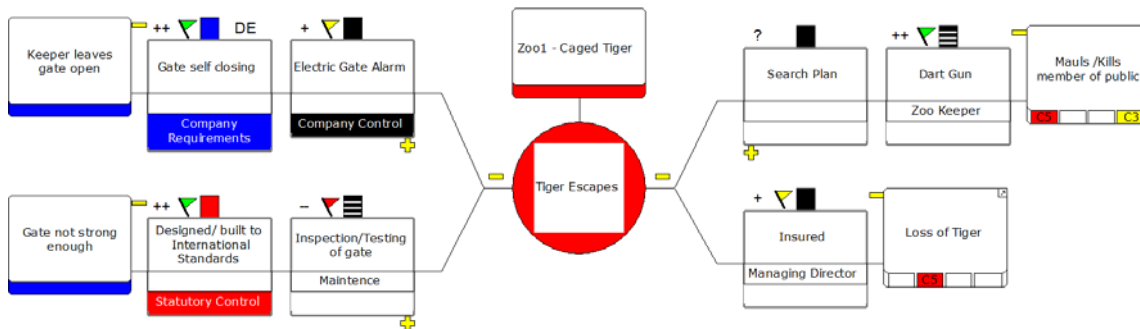 Keeper leaves
gate open
++
DE
Gate self closing
Company
Requirements
+
Electric Gate Alarm
Company Control
Gate not strong
enough
++
Designed/ built to
International
Standards
Statutory Control
–
Inspection/Testing
of gate
Maintence
Zoo1 - Caged Tiger
Tiger Escapes
?
Search Plan
++
Dart Gun
Zoo Keeper
Mauls /Kills
member of public
C5
C3
+
Insured
Managing Director
Loss of Tiger
C5